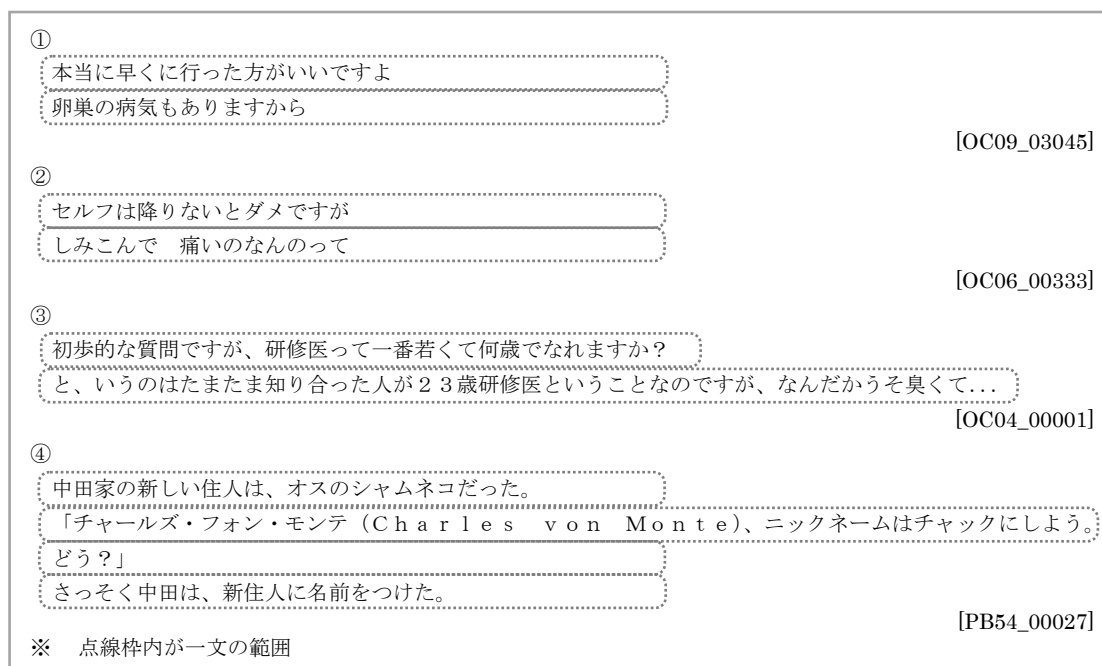 ①
本当に早くに行った方がいいですよ
卵巣の病気もありますから
[OC09_03045]
②
セルフは降りないとダメですが
しみこんで　痛いのなんのって
[OC06_00333]
③
初歩的な質問ですが、研修医って一番若くて何歳でなれますか？
と、いうのはたまたま知り合った人が２３歳研修医ということなのですが、なんだかうそ臭くて...
[OC04_00001]
④
中田家の新しい住人は、オスのシャムネコだった。
「チャールズ・フォン・モンテ（Ｃｈａｒｌｅｓ　ｖｏｎ　Ｍｏｎｔｅ）、ニックネームはチャックにしよう。
どう？」
さっそく中田は、新住人に名前をつけた。
[PB54_00027]
※　点線枠内が一文の範囲